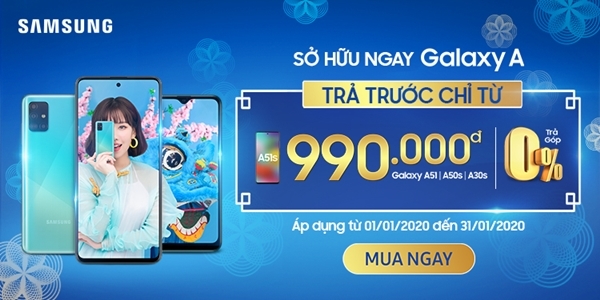 SAMSUNG
SỞ HỮU NGAY Galaxy A
TRẢ TRƯỚC CHỈ TỪ
A51s
990.000đ
Galaxy A51 | A50s | A30s
Trả Góp
0%
Áp dụng từ 01/01/2020 đến 31/01/2020
MUA NGAY